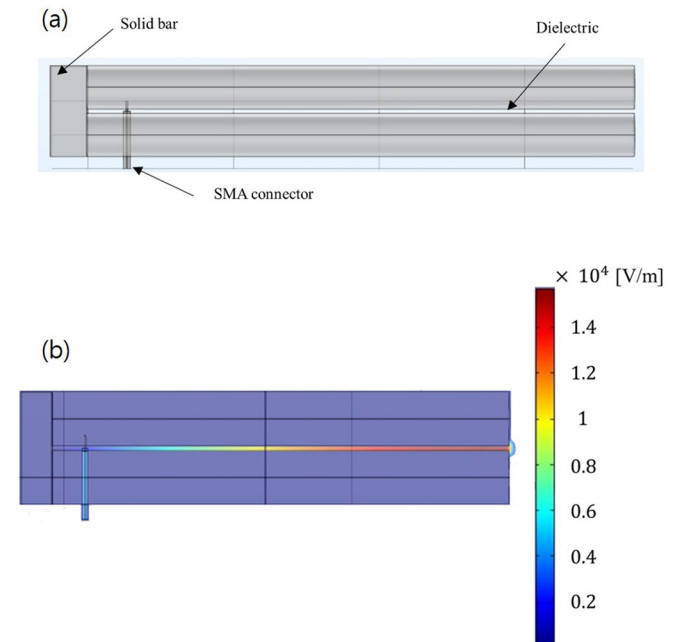 (a)
Solid bar
Dielectric
SMA connector
× 10⁴ [V/m]
(b)
1.4
1.2
1
0.8
0.6
0.4
0.2